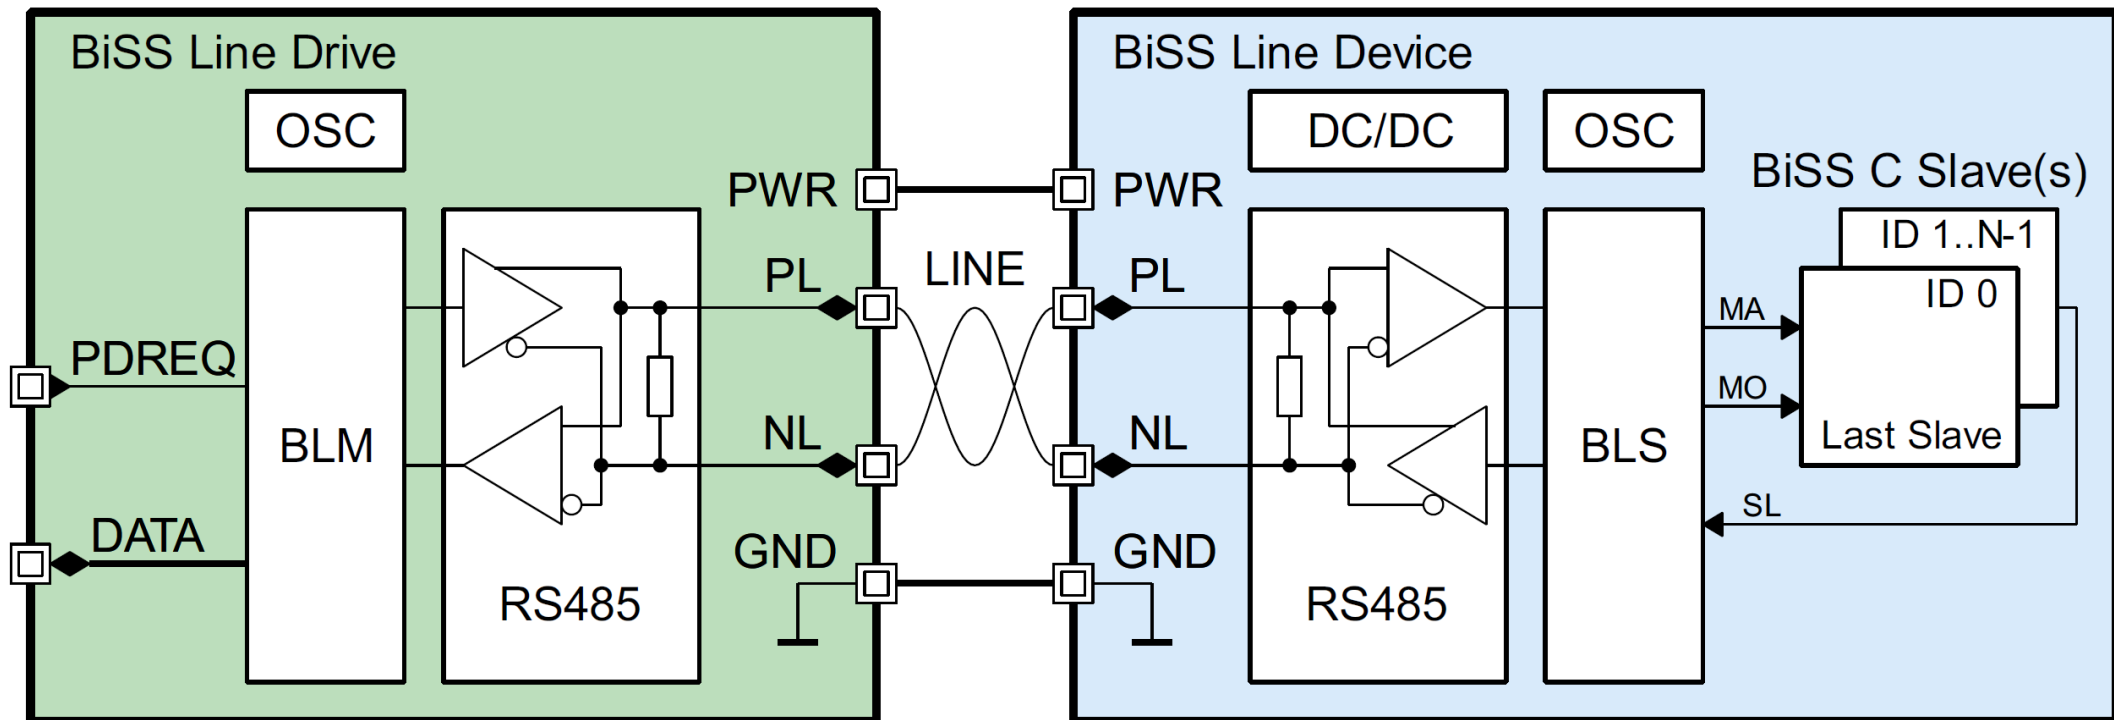 BiSS Line Drive
OSC
PWR
PL
PDREQ
BLM
NL
DATA
GND
RS485
LINE
BiSS Line Device
DC/DC
OSC
PWR
BiSS C Slave(s)
ID 1..N-1
PL
ID 0
MA
MO
NL
BLS
Last Slave
SL
GND
RS485